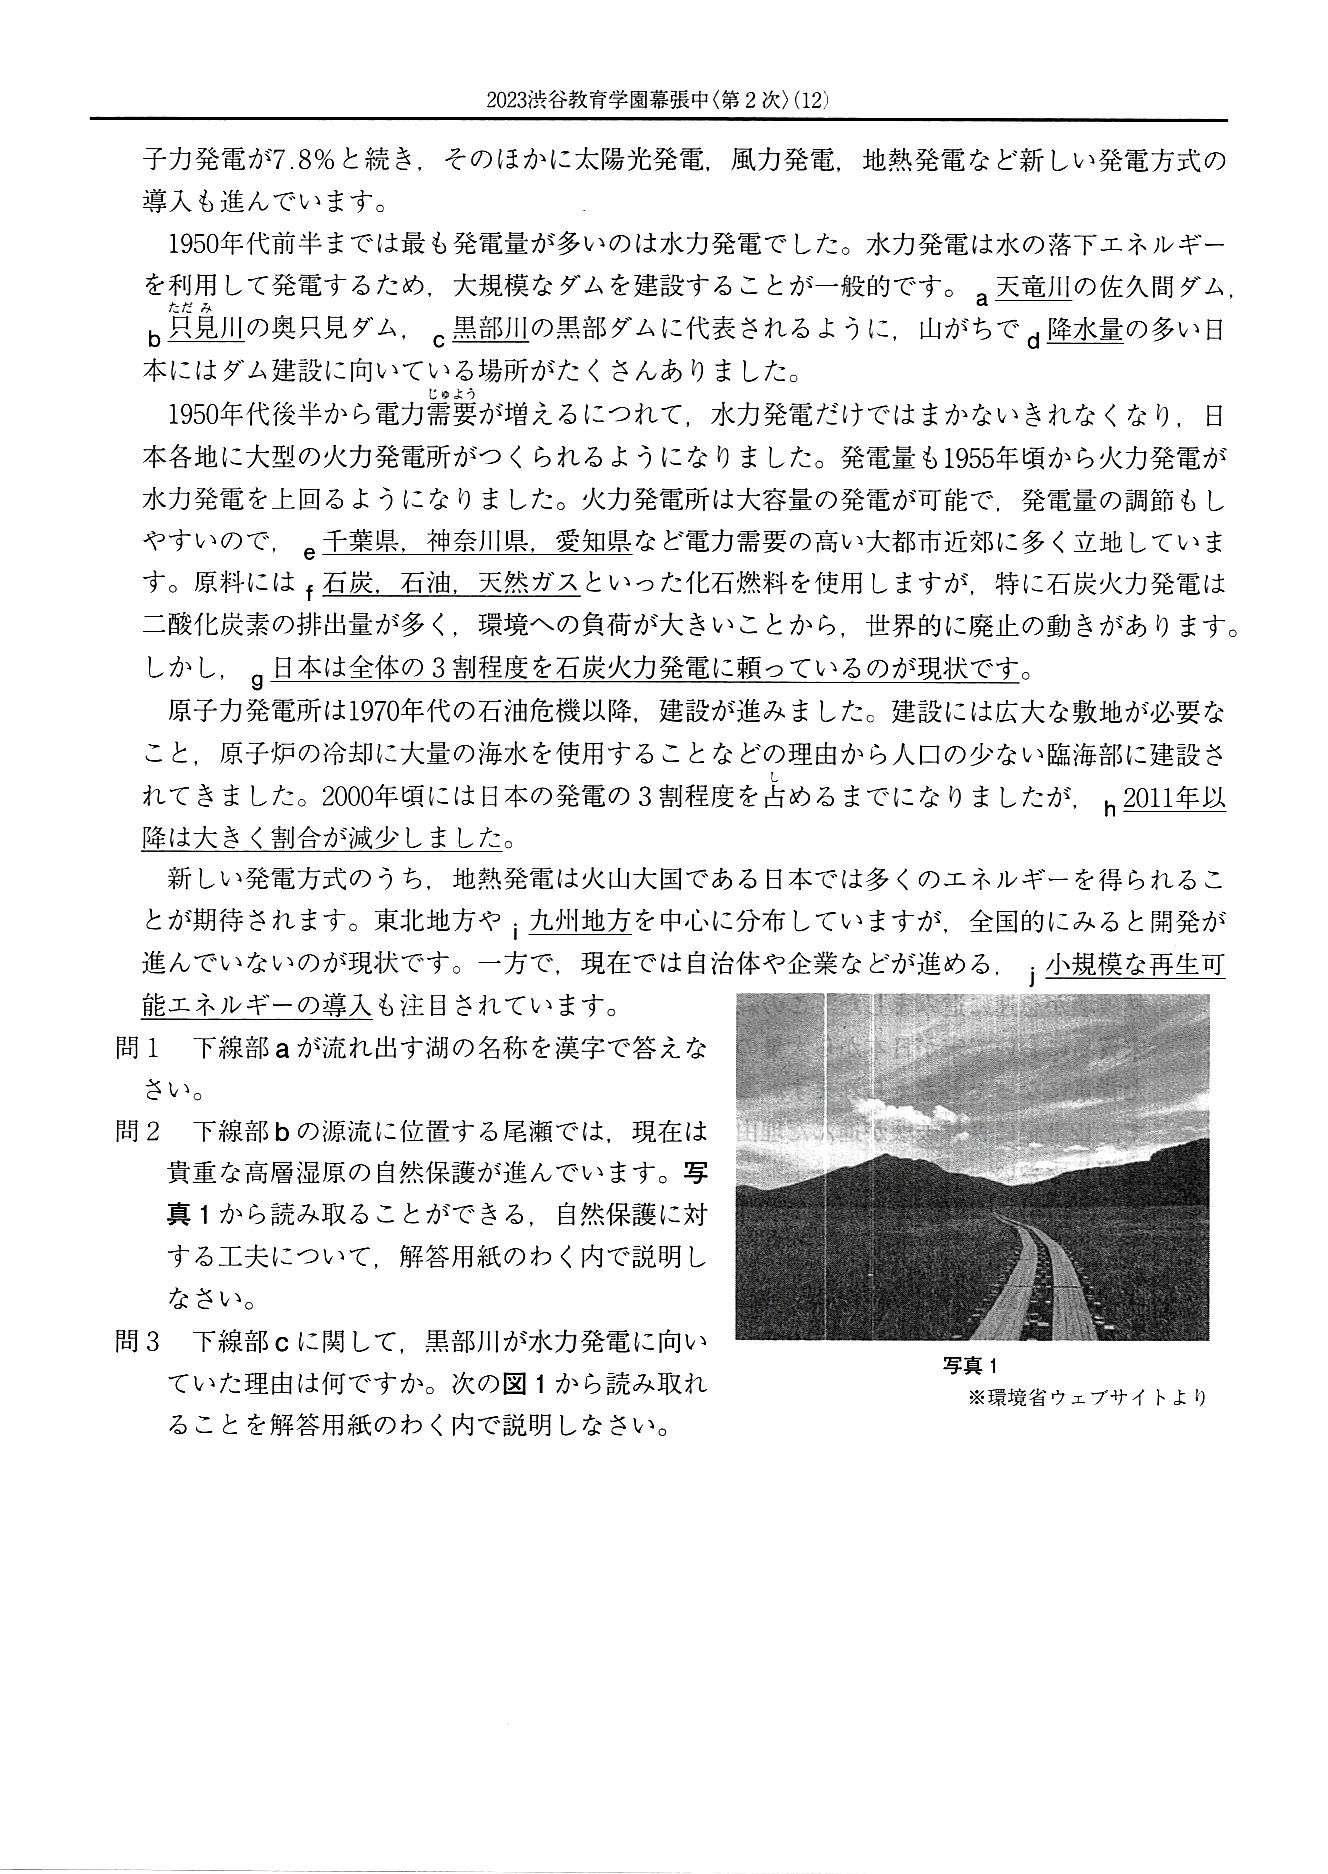 2023渋谷教育学園幕張中〈第2次〉(12)
子力発電が7.8％と続き，そのほかに太陽光発電，風力発電，地熱発電など新しい発電方式の
導入も進んでいます。
1950年代前半までは最も発電量が多いのは水力発電でした。水力発電は水の落下エネルギー
を利用して発電するため，大規模なダムを建設することが一般的です。a天竜川の佐久間ダム，
ただみ
b只見川の奥只見ダム，c黒部川の黒部ダムに代表されるように，山がちでd降水量の多い日
本にはダム建設に向いている場所がたくさんありました。
じゅよう
1950年代後半から電力需要が増えるにつれて，水力発電だけではまかないきれなくなり，日
本各地に大型の火力発電所がつくられるようになりました。発電量も1955年頃から火力発電が
水力発電を上回るようになりました。火力発電所は大容量の発電が可能で，発電量の調節もし
やすいので，e千葉県，神奈川県，愛知県など電力需要の高い大都市近郊に多く立地していま
す。原料にはf石炭，石油，天然ガスといった化石燃料を使用しますが，特に石炭火力発電は
二酸化炭素の排出量が多く，環境への負荷が大きいことから，世界的に廃止の動きがあります。
しかし，g日本は全体の3割程度を石炭火力発電に頼っているのが現状です。
原子力発電所は1970年代の石油危機以降，建設が進みました。建設には広大な敷地が必要な
こと，原子炉の冷却に大量の海水を使用することなどの理由から人口の少ない臨海部に建設さ
し
れてきました。2000年頃には日本の発電の3割程度を占めるまでになりましたが，h2011年以
降は大きく割合が減少しました。
新しい発電方式のうち，地熱発電は火山大国である日本では多くのエネルギーを得られるこ
とが期待されます。東北地方やi九州地方を中心に分布していますが，全国的にみると開発が
進んでいないのが現状です。一方で，現在では自治体や企業などが進める，j小規模な再生可
能エネルギーの導入も注目されています。
問1　下線部aが流れ出す湖の名称を漢字で答えな
さい。
問2　下線部bの源流に位置する尾瀬では，現在は
貴重な高層湿原の自然保護が進んでいます。写
真1から読み取ることができる，自然保護に対
する工夫について，解答用紙のわく内で説明し
なさい。
問3　下線部cに関して，黒部川が水力発電に向い
ていた理由は何ですか。次の図1から読み取れ
ることを解答用紙のわく内で説明しなさい。
写真1
※環境省ウェブサイトより